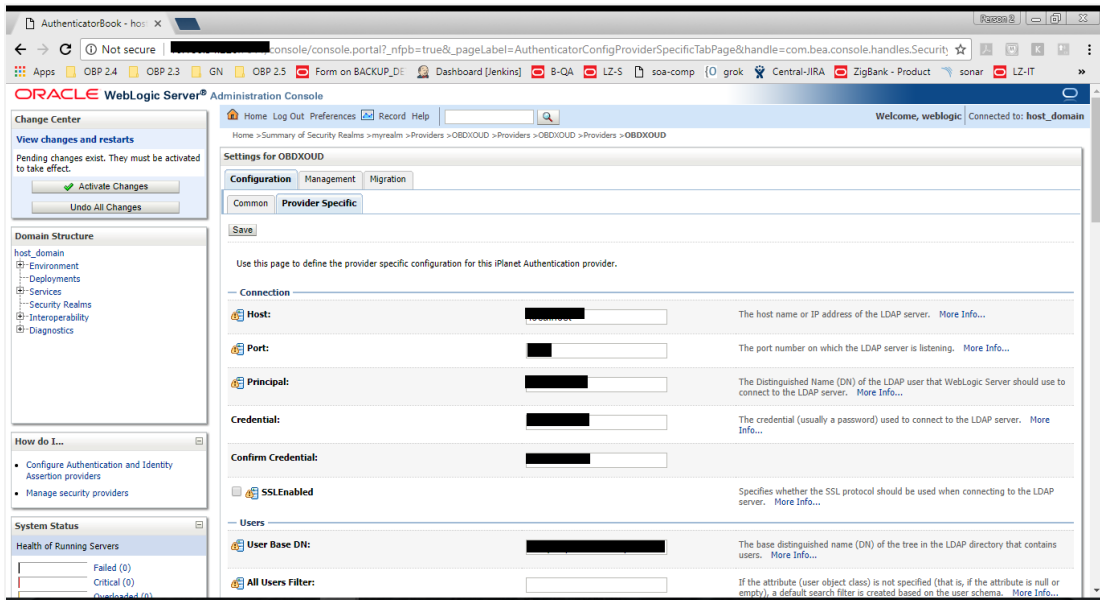 AuthenticatorBook - hos
Person 2
Not secure
console/console.portal?_nfpb=true&_pageLabel=AuthenticatorConfigProviderSpecificTabPage&handle=com.bea.console.handles.Security
Apps OBP 2.4 OBP 2.3 GN OBP 2.5 Form on BACKUP_DE Dashboard [Jenkins] B-QA LZ-S soa-comp grok Central-JIRA ZigBank - Product sonar LZ-IT »
ORACLE WebLogic Server® Administration Console
Change Center
View changes and restarts
Pending changes exist. They must be activated
to take effect.
Activate Changes
Undo All Changes
Domain Structure
host_domain
Environment
Deployments
Services
Security Realms
Interoperability
Diagnostics
How do I...
Configure Authentication and Identity
Assertion providers
Manage security providers
System Status
Health of Running Servers
Failed (0)
Critical (0)
Overloaded (0)
Home Log Out Preferences Record Help
Welcome, weblogic Connected to: host_domain
Home >Summary of Security Realms >myrealm >Providers >OBDXOUD >Providers >OBDXOUD >Providers >OBDXOUD
Settings for OBDXOUD
Configuration Management Migration
Common Provider Specific
Save
Use this page to define the provider specific configuration for this iPlanet Authentication provider.
Connection
Host:
The host name or IP address of the LDAP server. More Info...
Port:
The port number on which the LDAP server is listening. More Info...
Principal:
The Distinguished Name (DN) of the LDAP user that WebLogic Server should use to
connect to the LDAP server. More Info...
Credential:
The credential (usually a password) used to connect to the LDAP server. More
Info...
Confirm Credential:
SSLEnabled
Specifies whether the SSL protocol should be used when connecting to the LDAP
server. More Info...
Users
User Base DN:
The base distinguished name (DN) of the tree in the LDAP directory that contains
users. More Info...
All Users Filter:
If the attribute (user object class) is not specified (that is, if the attribute is null or
empty), a default search filter is created based on the user schema. More Info...